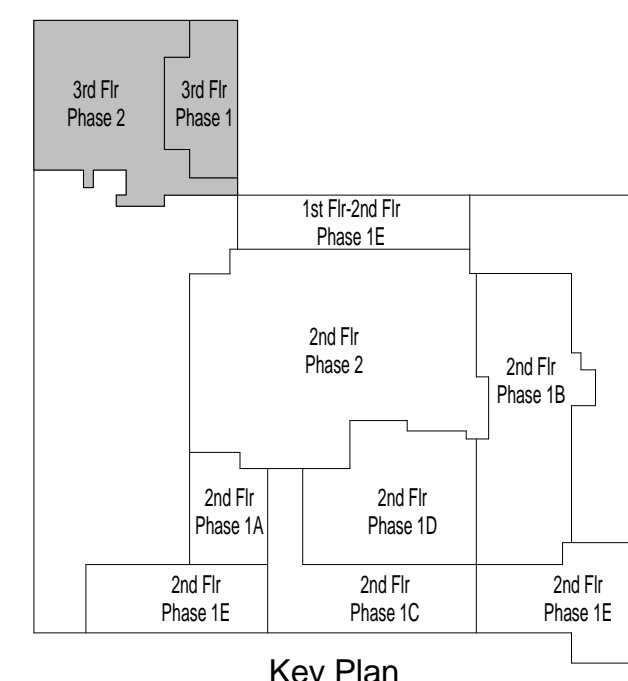 3rd Flr
Phase 2
3rd Flr
Phase 1
1st Flr-2nd Flr
Phase 1E
2nd Flr
Phase 2
2nd Flr
Phase 1B
2nd Flr
Phase 1A
2nd Flr
Phase 1D
2nd Flr
Phase 1E
2nd Flr
Phase 1C
2nd Flr
Phase 1E
Key Plan